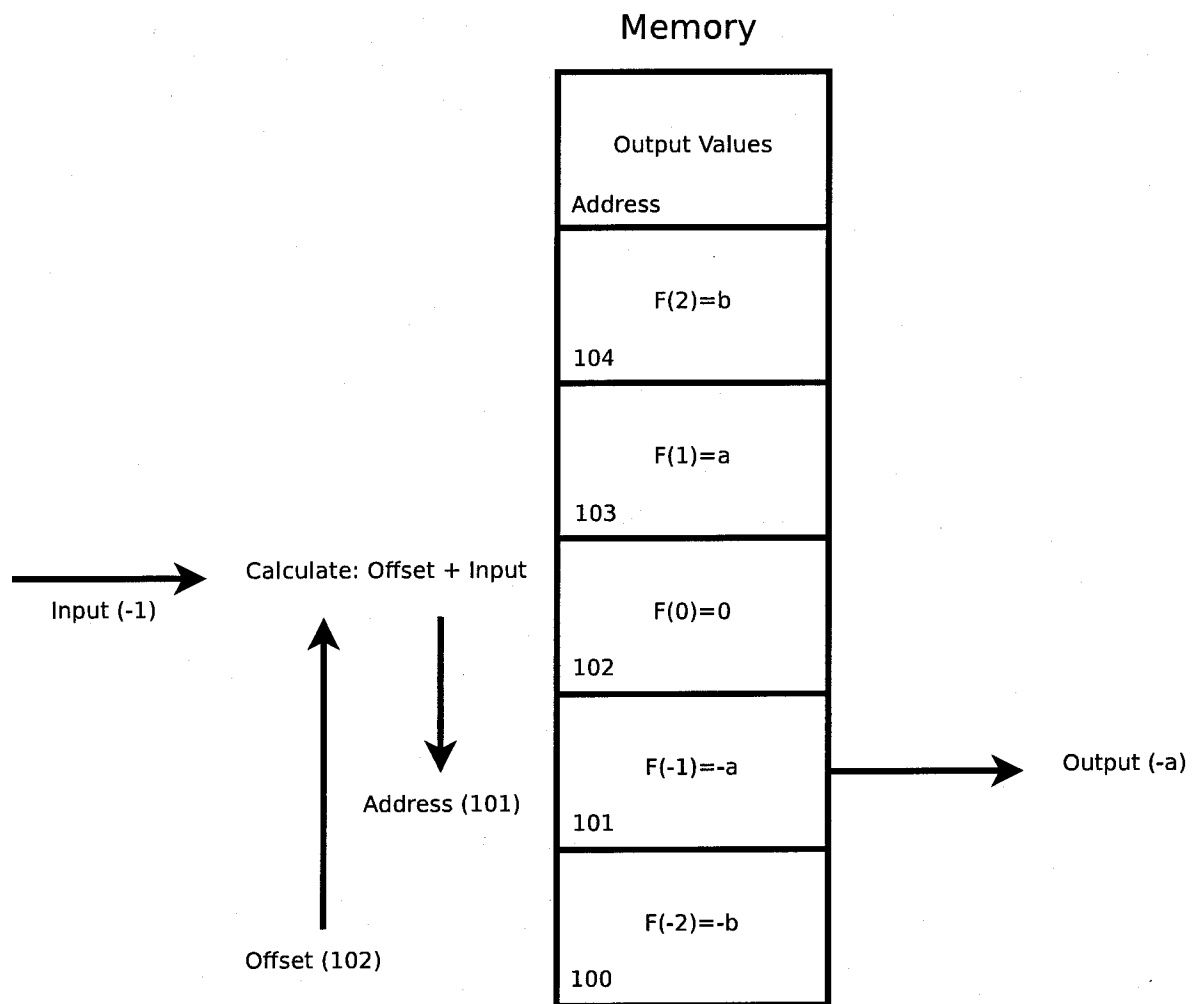 Memory
Output Values
Address
F(2)=b
104
F(1)=a
103
Calculate: Offset + Input
Input (-1)
F(0)=0
102
F(-1)=-a
Output (-a)
Address (101)
101
F(-2)=-b
Offset (102)
100